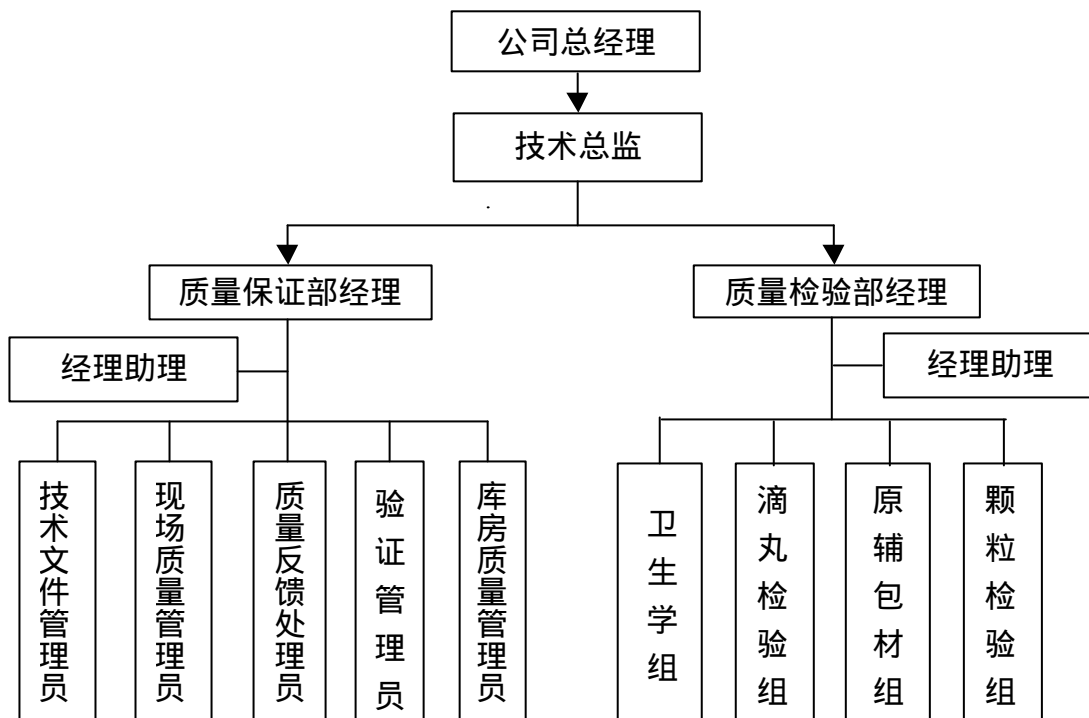 公司总经理
技术总监
质量保证部经理
质量检验部经理
经理助理
经理助理
技术文件管理员
现场质量管理员
质量反馈处理员
验证管理员
库房质量管理员
卫生学组
滴丸检验组
原辅包材组
颗粒检验组